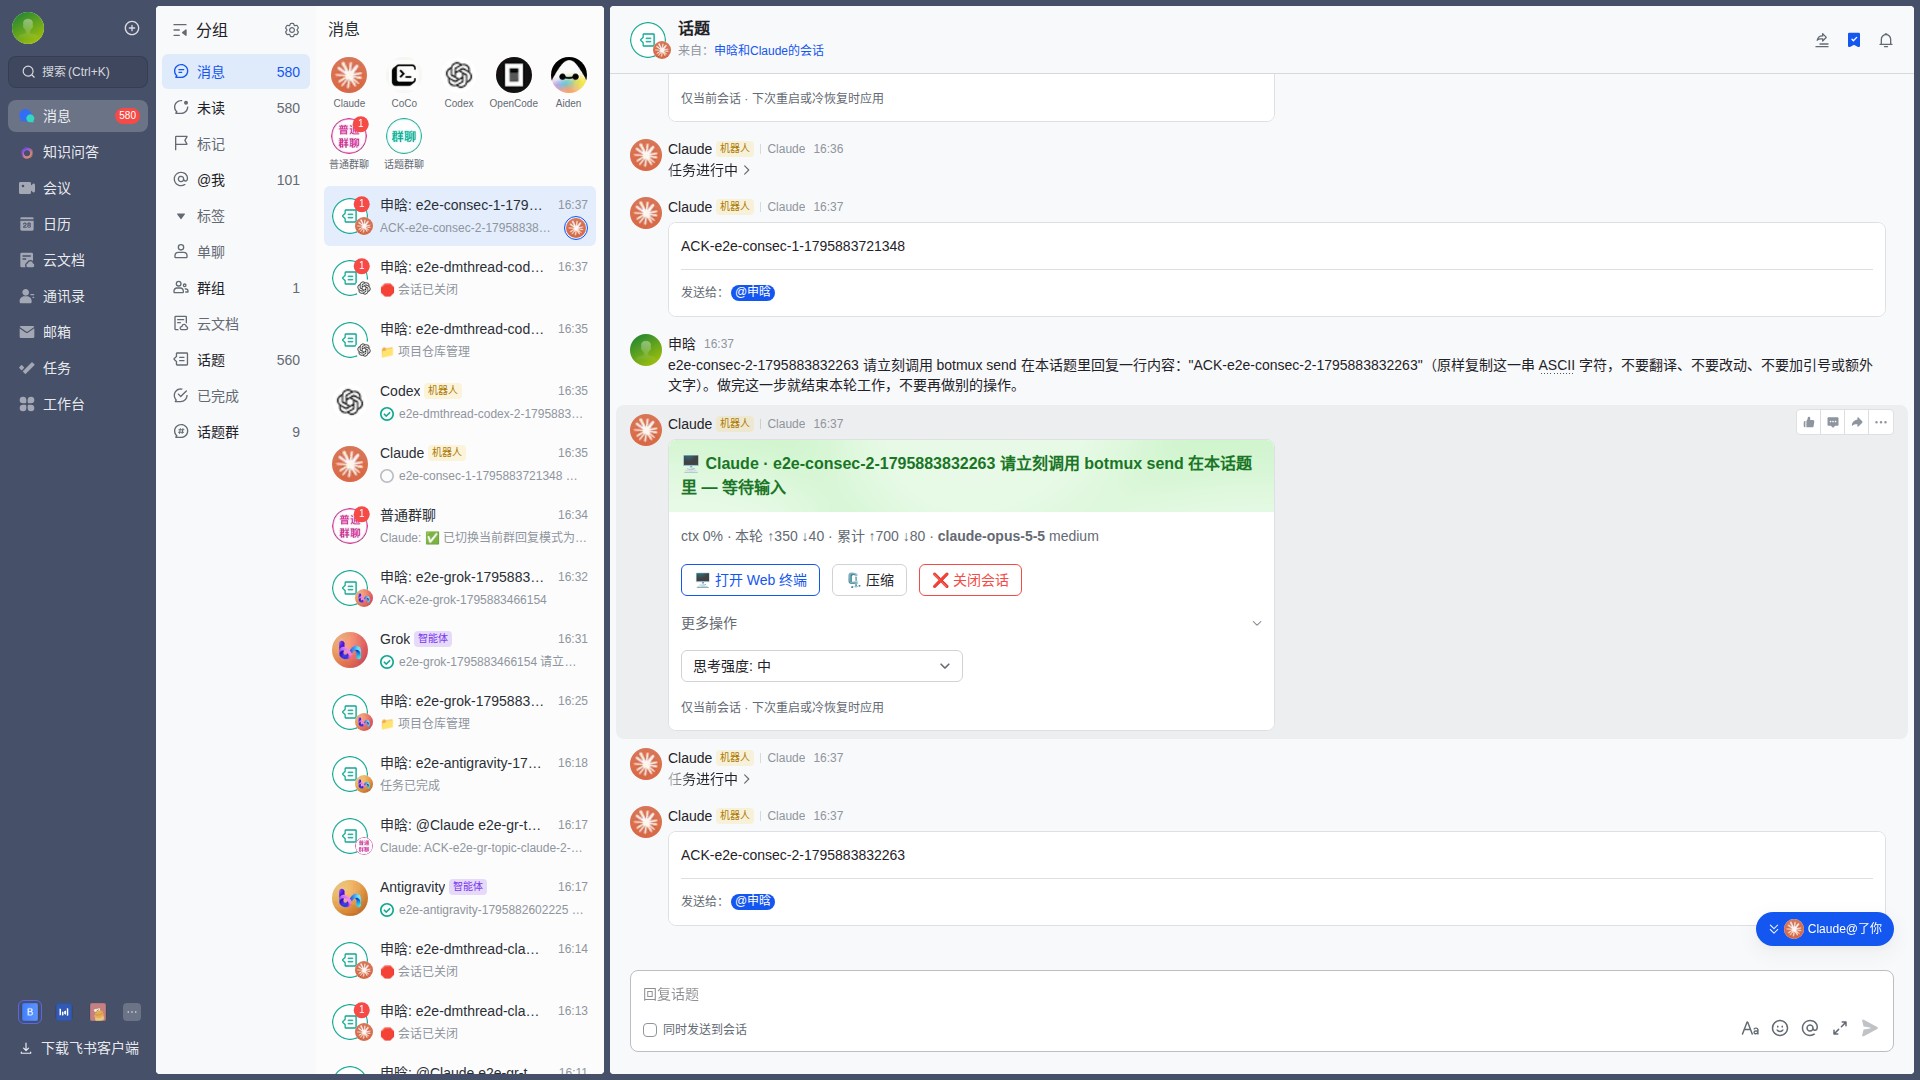 搜索 (Ctrl+K)
消息 580
知识问答
会议
日历
云文档
通讯录
邮箱
任务
工作台
下载飞书客户端
分组
消息 580
未读 580
标记
@我 101
标签
单聊
群组 1
云文档
话题 560
已完成
话题群 9
消息
Claude CoCo Codex OpenCode Aiden
普通群聊 1
群聊
普通群聊 话题群聊
1 申晗: e2e-consec-1-179… 16:37
ACK-e2e-consec-2-17958838…
1 申晗: e2e-dmthread-cod… 16:37
会话已关闭
申晗: e2e-dmthread-cod… 16:35
项目仓库管理
Codex 机器人 16:35
e2e-dmthread-codex-2-1795883…
Claude 机器人 16:35
e2e-consec-1-1795883721348 …
普通群聊 1 普通群聊 16:34
Claude: ✅ 已切换当前群回复模式为…
申晗: e2e-grok-1795883… 16:32
ACK-e2e-grok-1795883466154
Grok 智能体 16:31
e2e-grok-1795883466154 请立…
申晗: e2e-grok-1795883… 16:25
项目仓库管理
申晗: e2e-antigravity-17… 16:18
任务已完成
申晗: @Claude e2e-gr-t… 16:17
Claude: ACK-e2e-gr-topic-claude-2-…
Antigravity 智能体 16:17
e2e-antigravity-1795882602225 …
申晗: e2e-dmthread-cla… 16:14
会话已关闭
1 申晗: e2e-dmthread-cla… 16:13
会话已关闭
申晗: @Claude e2e-gr-t… 16:11
话题
来自：申晗和Claude的会话
仅当前会话 · 下次重启或冷恢复时应用
Claude 机器人 Claude 16:36
任务进行中
Claude 机器人 Claude 16:37
ACK-e2e-consec-1-1795883721348
发送给： @申晗
申晗 16:37
e2e-consec-2-1795883832263 请立刻调用 botmux send 在本话题里回复一行内容："ACK-e2e-consec-2-1795883832263"（原样复制这一串 ASCII 字符，不要翻译、不要改动、不要加引号或额外
文字）。做完这一步就结束本轮工作，不要再做别的操作。
Claude 机器人 Claude 16:37
Claude · e2e-consec-2-1795883832263 请立刻调用 botmux send 在本话题
里 — 等待输入
ctx 0% · 本轮 ↑350 ↓40 · 累计 ↑700 ↓80 · claude-opus-5-5 medium
打开 Web 终端 压缩 关闭会话
更多操作
思考强度: 中
仅当前会话 · 下次重启或冷恢复时应用
Claude 机器人 Claude 16:37
任务进行中
Claude 机器人 Claude 16:37
ACK-e2e-consec-2-1795883832263
发送给： @申晗
Claude@了你
回复话题
同时发送到会话